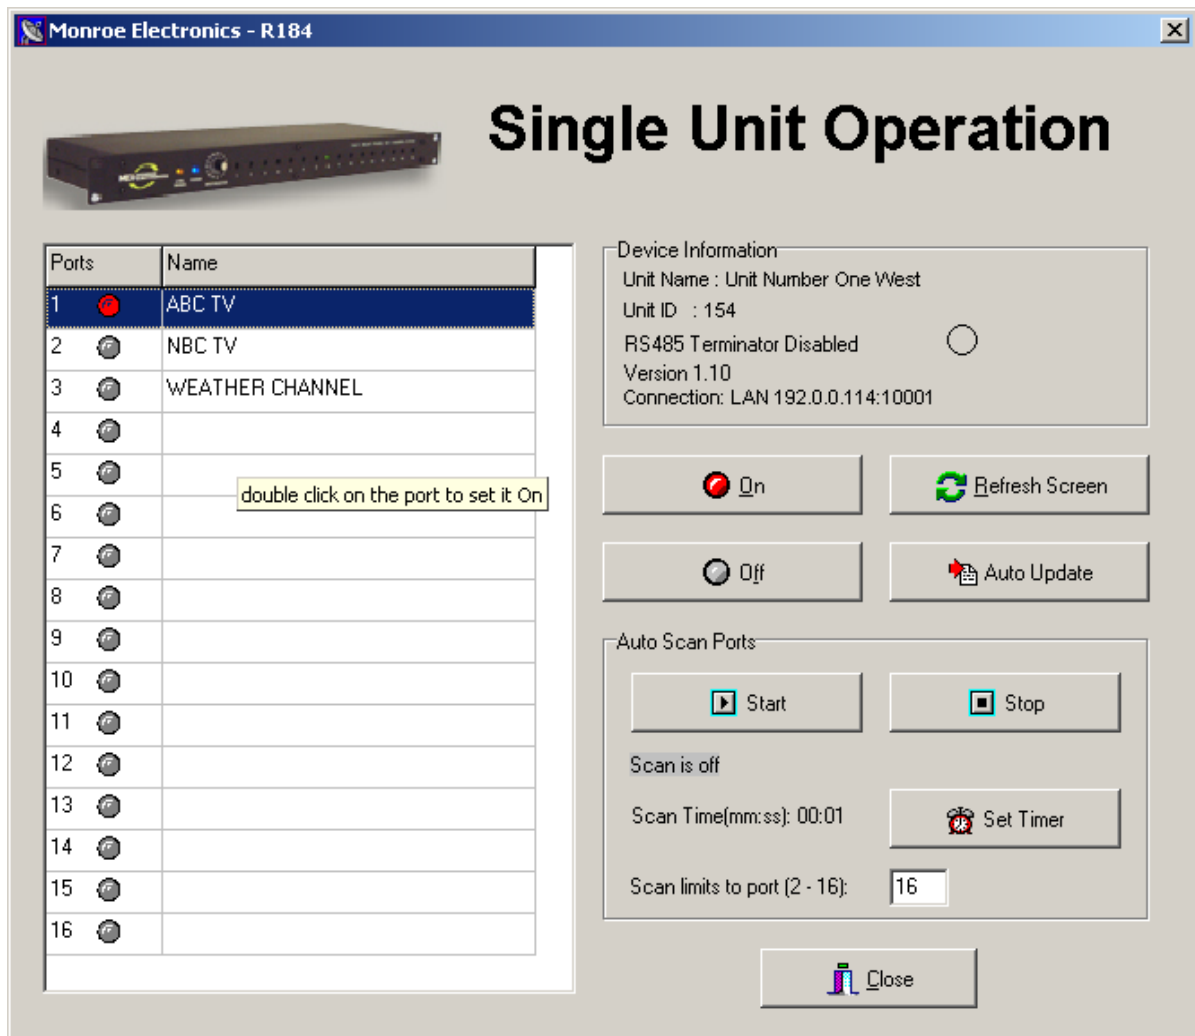 Monroe Electronics - R184
Single Unit Operation
Ports Name
1 ABC TV
2 NBC TV
3 WEATHER CHANNEL
4
5
double click on the port to set it On
6
7
8
9
10
11
12
13
14
15
16
Device Information
Unit Name : Unit Number One West
Unit ID : 154
RS485 Terminator Disabled
Version 1.10
Connection: LAN 192.0.0.114:10001
On
Refresh Screen
Off
Auto Update
Auto Scan Ports
Start
Stop
Scan is off
Scan Time(mm:ss): 00:01
Set Timer
Scan limits to port (2 - 16): 16
Close